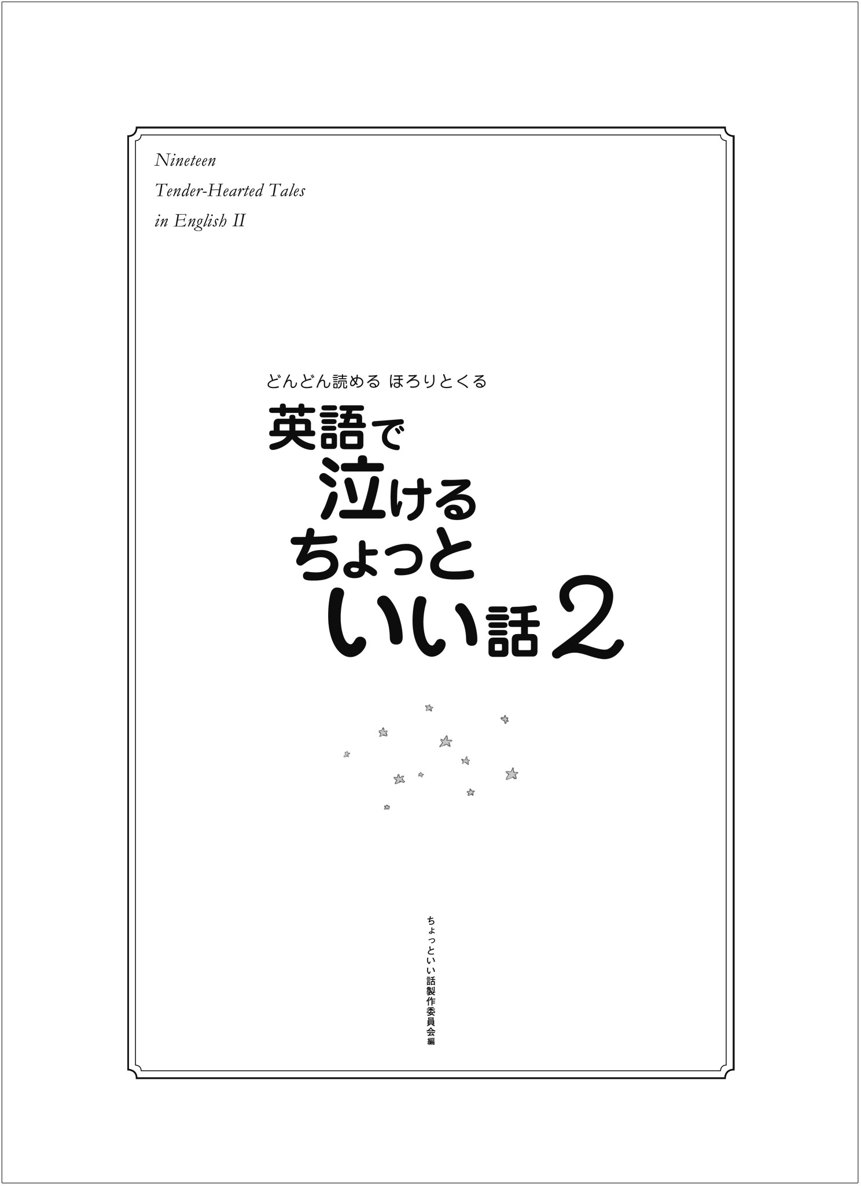 Nineteen
Tender-Hearted Tales
in English II
どんどん読める ほろりとくる
英語で
泣ける
ちょっと
いい話2
ちょっといい話製作委員会編